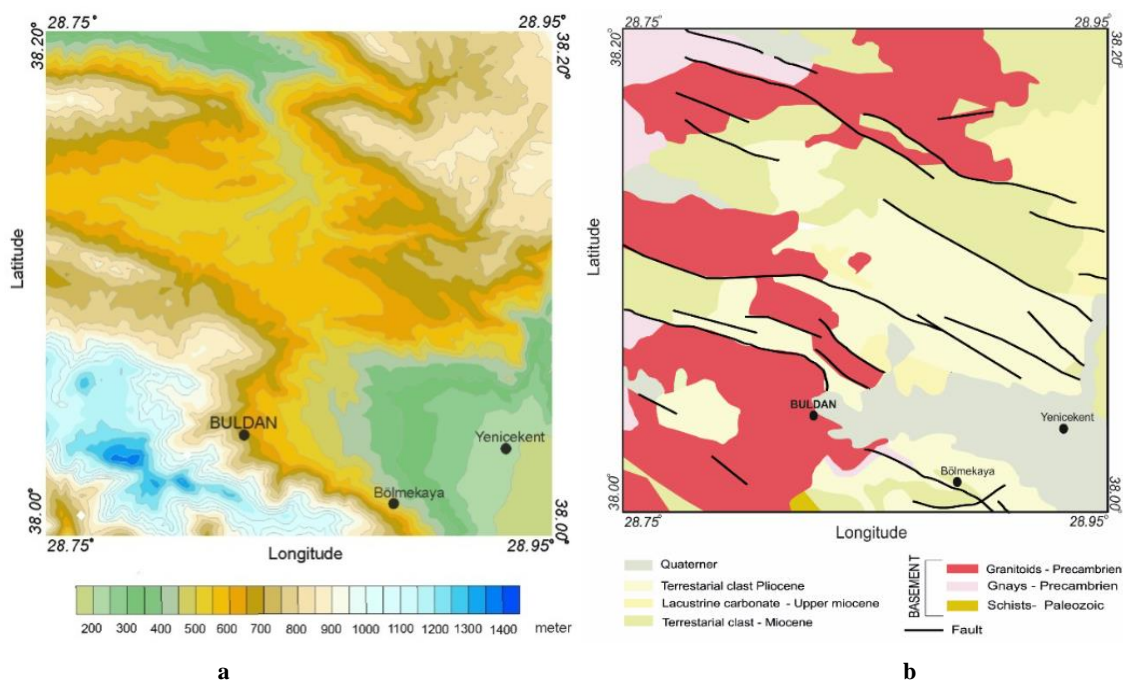 28.75° 28.95°
38.20° 38.20°
Latitude
BULDAN
Yenicekent
Bölmekaya
38.00° 38.00°
28.75° 28.95°
Longitude
200 300 400 500 600 700 800 900 1000 1100 1200 1300 1400 meter
a
28.75° 28.95°
38.20° 38.20°
Latitude
BULDAN
Yenicekent
Bölmekaya
38.00° 38.00°
28.75° 28.95°
Longitude
Quaterner
Terrestarial clast Pliocene
Lacustrine carbonate - Upper miocene
Terrestarial clast - Miocene
BASEMENT
Granitoids - Precambrien
Gnays - Precambrien
Schists- Paleozoic
Fault
b